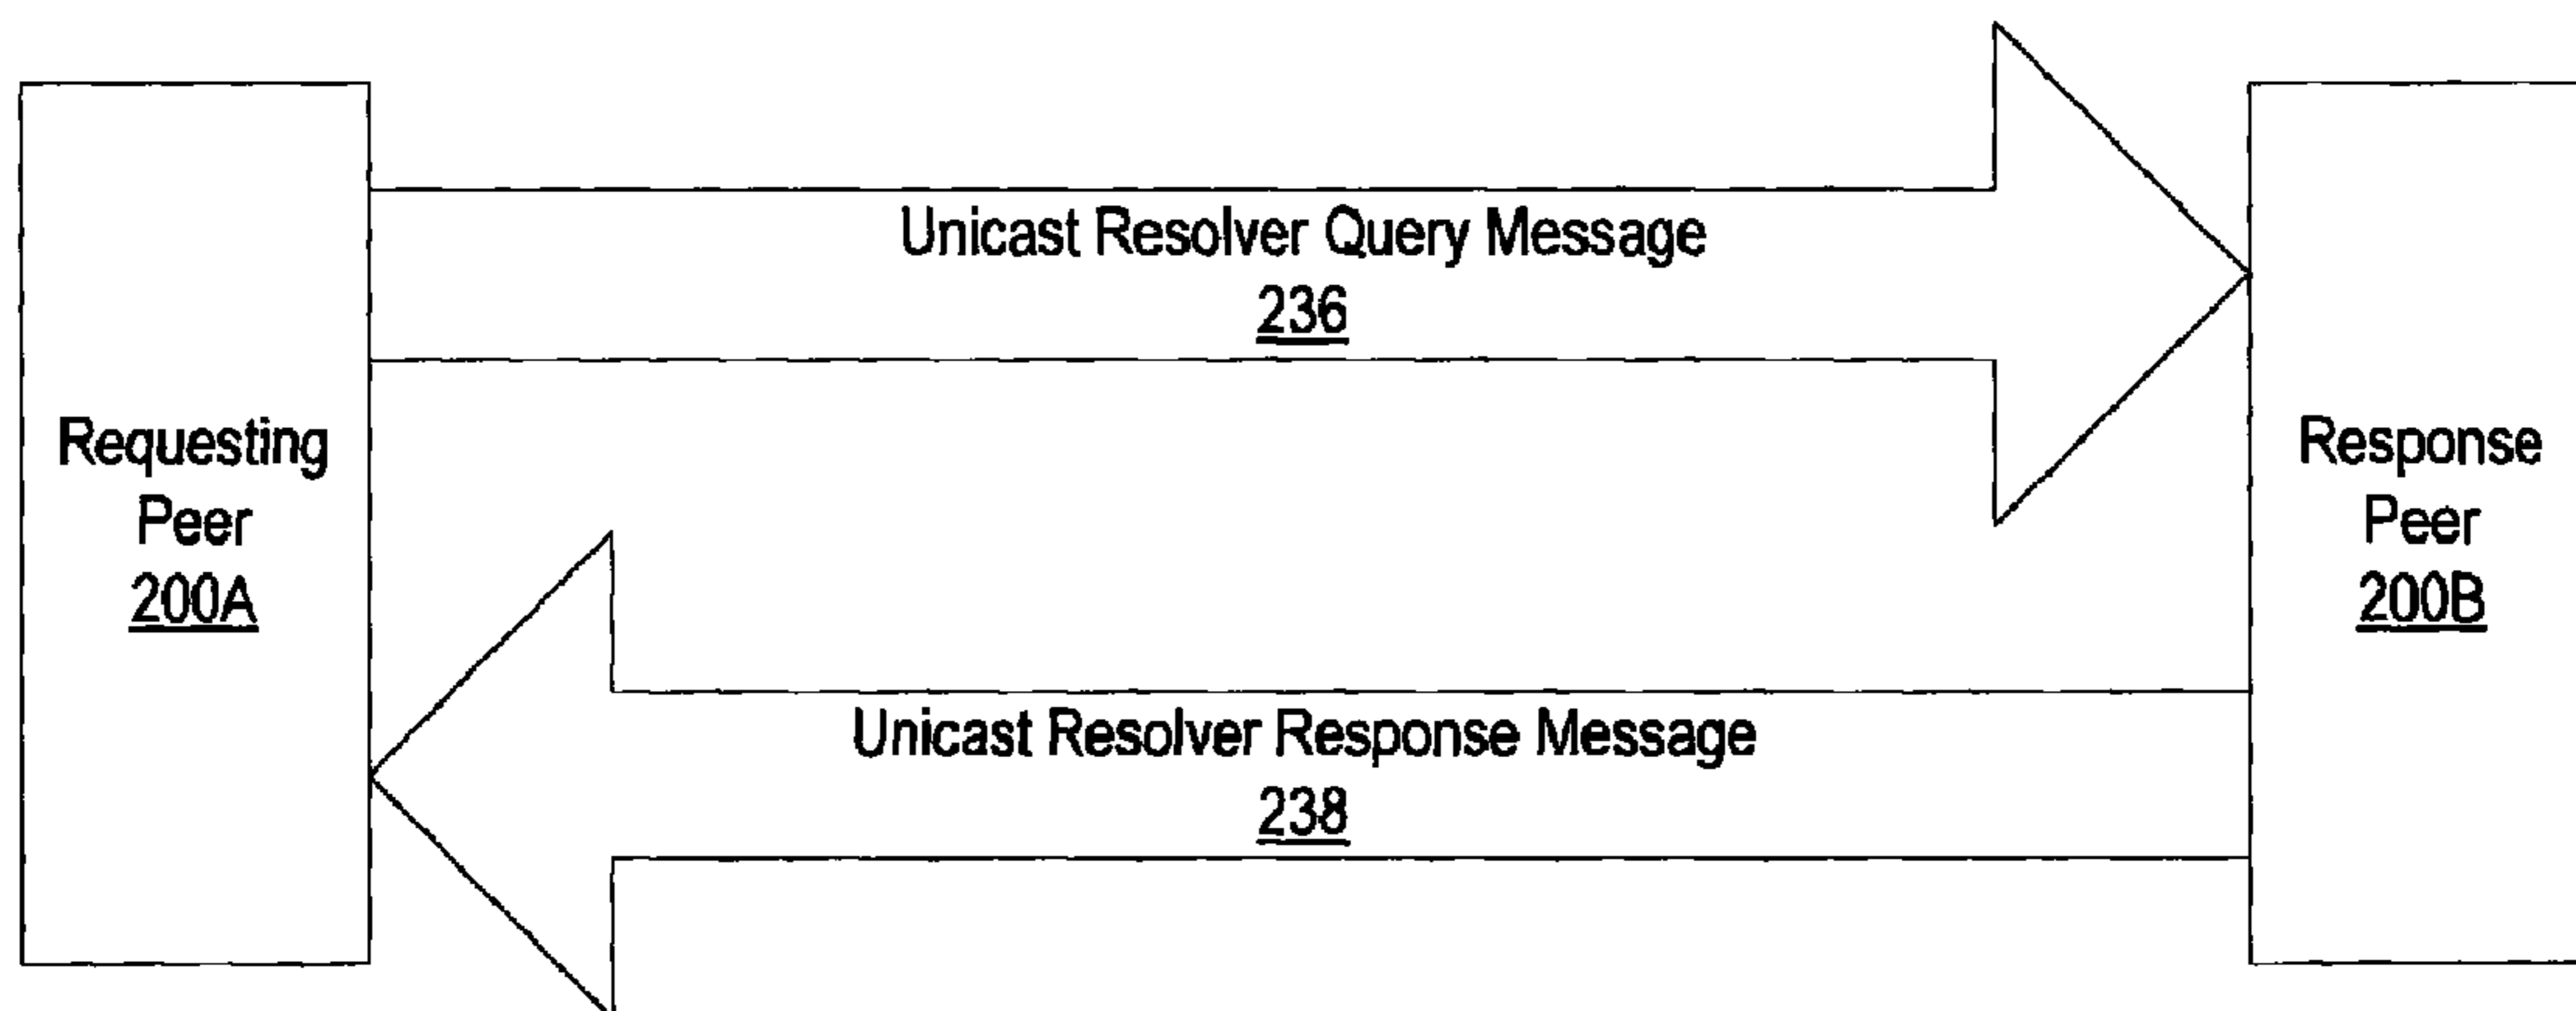 Unicast Resolver Query Message
236
Requesting
Peer
200A
Response
Peer
200B
Unicast Resolver Response Message
238